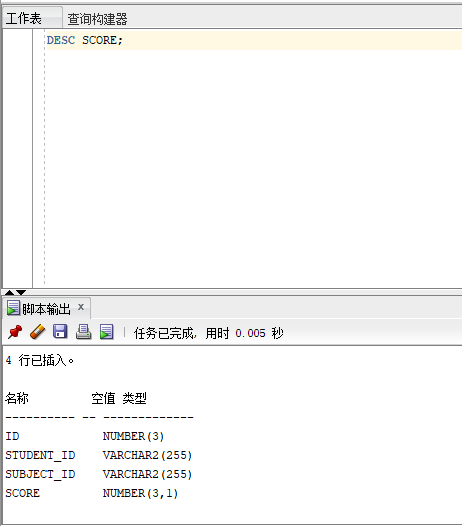 工作表 查询构建器
DESC SCORE;
脚本输出 x
任务已完成, 用时 0.005 秒
4 行已插入。
名称 空值 类型
---------- -- -------------
ID NUMBER(3)
STUDENT_ID VARCHAR2(255)
SUBJECT_ID VARCHAR2(255)
SCORE NUMBER(3,1)